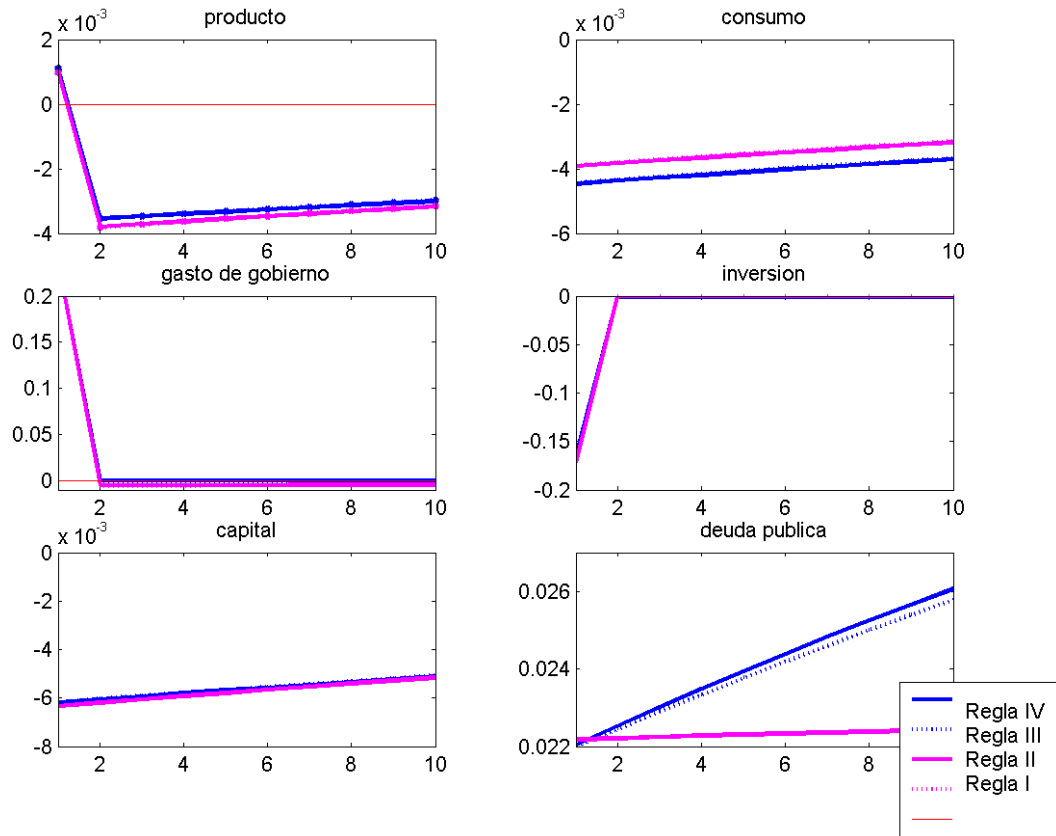 x 10⁻³
producto
2
0
-2
-4
2 4 6 8 10
x 10⁻³
consumo
0
-2
-4
-6
2 4 6 8 10
gasto de gobierno
0.2
0.15
0.1
0.05
0
2 4 6 8 10
inversion
0
-0.05
-0.1
-0.15
-0.2
2 4 6 8 10
x 10⁻³
capital
0
-2
-4
-6
-8
2 4 6 8 10
deuda publica
0.026
0.024
0.022
2 4 6 8
Regla IV
Regla III
Regla II
Regla I